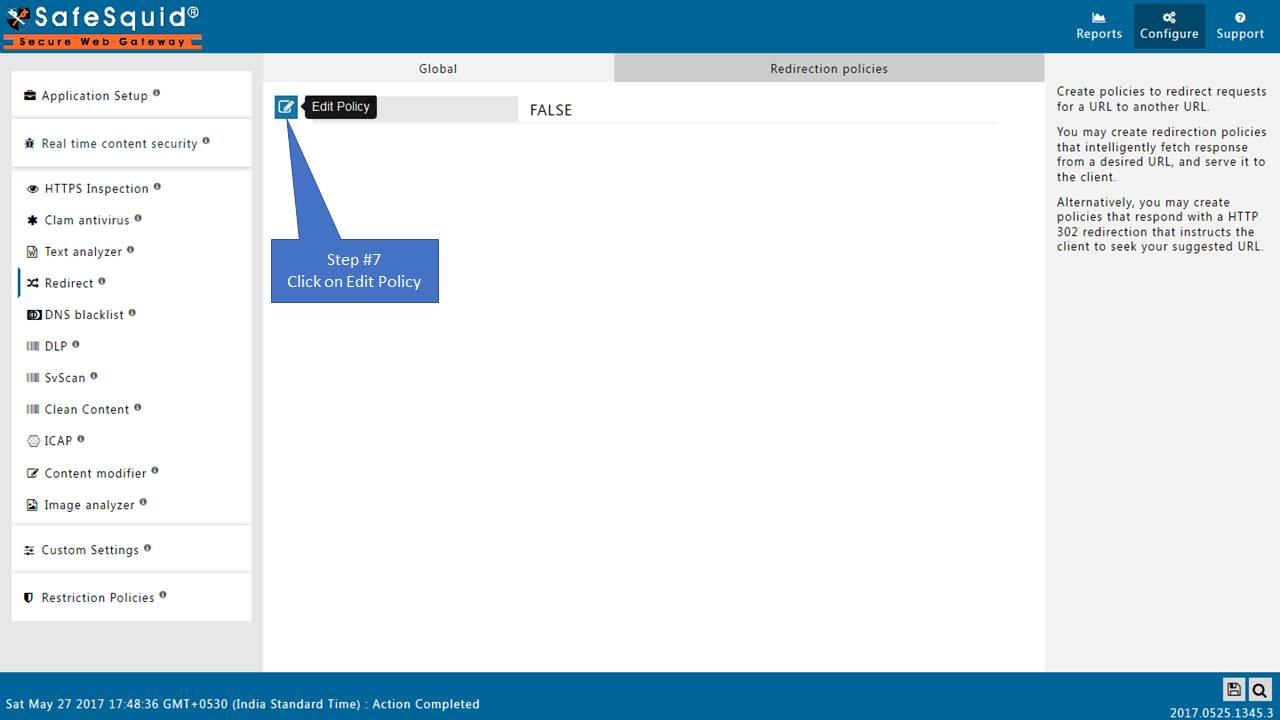 SafeSquid®
Secure Web Gateway
Reports
Configure
Support
Application Setup
Real time content security
HTTPS Inspection
Clam antivirus
Text analyzer
Redirect
DNS blacklist
DLP
SvScan
Clean Content
ICAP
Content modifier
Image analyzer
Custom Settings
Restriction Policies
Global
Redirection policies
Edit Policy
FALSE
Step #7
Click on Edit Policy
Create policies to redirect requests
for a URL to another URL.
You may create redirection policies
that intelligently fetch response
from a desired URL, and serve it to
the client.
Alternatively, you may create
policies that respond with a HTTP
302 redirection that instructs the
client to seek your suggested URL.
Sat May 27 2017 17:48:36 GMT+0530 (India Standard Time) : Action Completed
2017.0525.1345.3